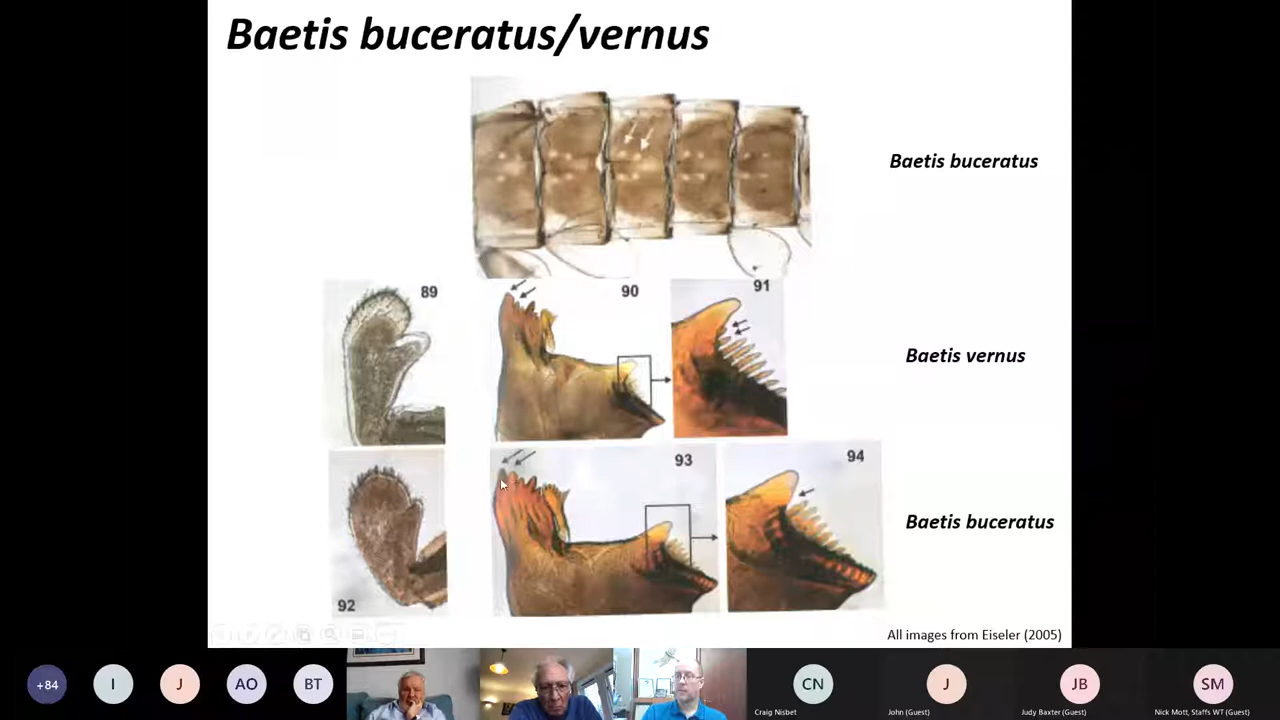 Baetis buceratus/vernus
Baetis buceratus
89
90
91
Baetis vernus
92
93
94
Baetis buceratus
All images from Eiseler (2005)
+84
I
J
AO
BT
CN
J
JB
SM
Craig Nisbet
John (Guest)
Judy Baxter (Guest)
Nick Mott, Staffs WT (Guest)